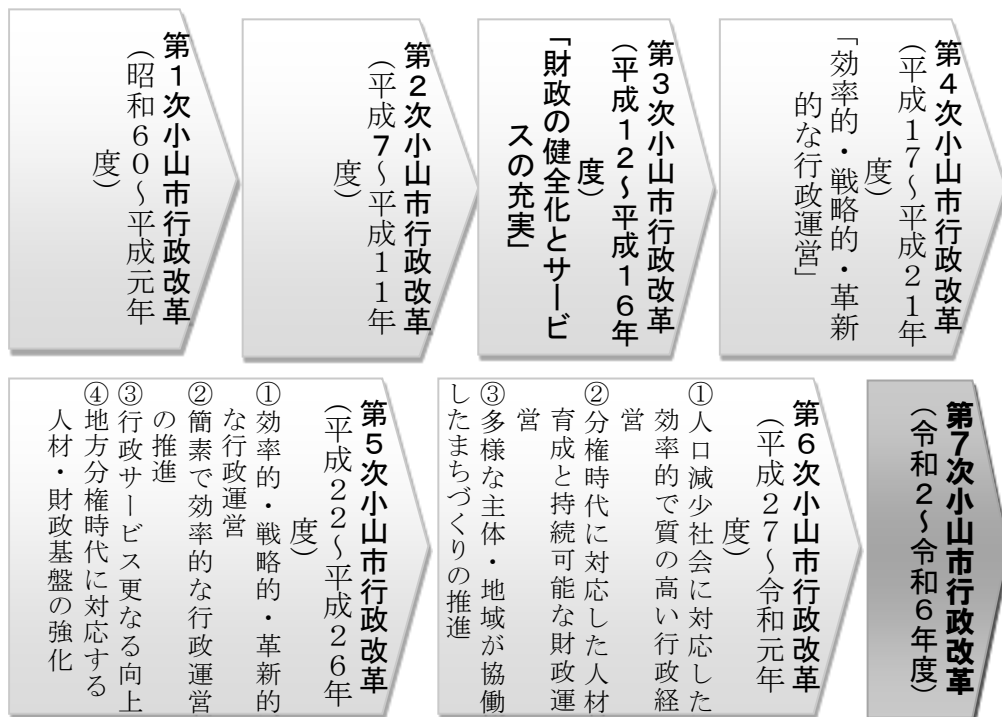 第1次小山市行政改革
(昭和60~平成元年
度)
第2次小山市行政改革
(平成7~平成11年
度)
第3次小山市行政改革
(平成12~平成16年
度)
「財政の健全化とサービ
スの充実」
第4次小山市行政改革
(平成17~平成21年
度)
「効率的・戦略的・革新
的な行政運営」
第5次小山市行政改革
(平成22~平成26年
度)
①効率的・戦略的・革新的
な行政運営
②簡素で効率的な行政運営
の推進
③行政サービス更なる向上
④地方分権時代に対応する
人材・財政基盤の強化
第6次小山市行政改革
(平成27~令和元年
度)
①人口減少社会に対応した
効率的で質の高い行政経
営
②分権時代に対応した人材
育成と持続可能な財政運
営
③多様な主体・地域が協働
したまちづくりの推進
第7次小山市行政改革
(令和2~令和6年度)